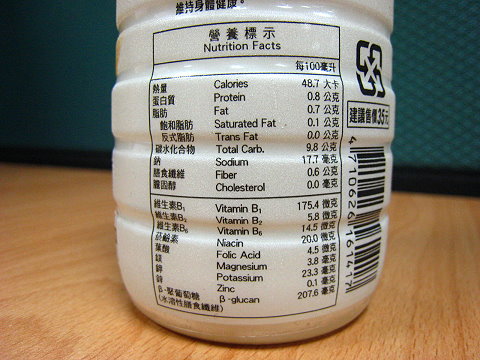 維持身體健康。
營養標示
Nutrition Facts
每100毫升
熱量 Calories 48.7 大卡
蛋白質 Protein 0.8 公克
脂肪 Fat 0.7 公克
飽和脂肪 Saturated Fat 0.1 公克
反式脂肪 Trans Fat 0.0 公克
碳水化合物 Total Carb. 9.8 公克
鈉 Sodium 17.7 毫克
膳食纖維 Fiber 0.6 公克
膽固醇 Cholesterol 0.0 毫克
維生素B₁ Vitamin B₁ 175.4 微克
維生素B₂ Vitamin B₂ 5.8 微克
維生素B₆ Vitamin B₆ 14.5 微克
菸鹼素 Niacin 20.0 微克
葉酸 Folic Acid 4.5 微克
鎂 Magnesium 3.8 毫克
鉀 Potassium 23.3 毫克
鋅 Zinc 0.1 毫克
β-聚葡萄糖 β-glucan 207.6 毫克
(水溶性膳食纖維)
建議售價35元
4710626161417